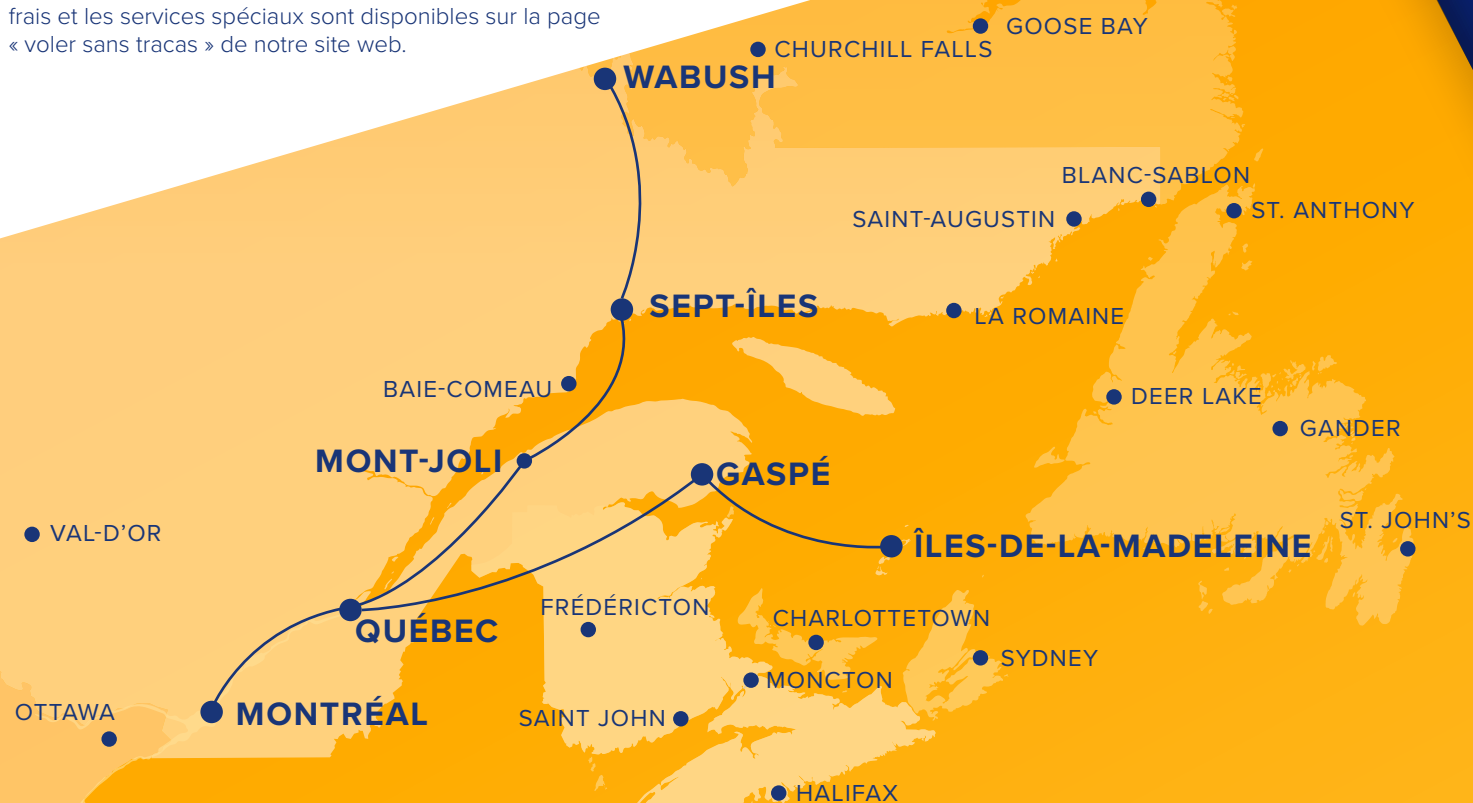 frais et les services spéciaux sont disponibles sur la page
« voler sans tracas » de notre site web.
GOOSE BAY
CHURCHILL FALLS
WABUSH
BLANC-SABLON
SAINT-AUGUSTIN
ST. ANTHONY
SEPT-ÎLES
LA ROMAINE
BAIE-COMEAU
DEER LAKE
GANDER
MONT-JOLI
GASPÉ
ST. JOHN'S
VAL-D'OR
ÎLES-DE-LA-MADELEINE
FRÉDÉRICTON
CHARLOTTETOWN
QUÉBEC
SYDNEY
MONCTON
OTTAWA
MONTRÉAL
SAINT JOHN
HALIFAX